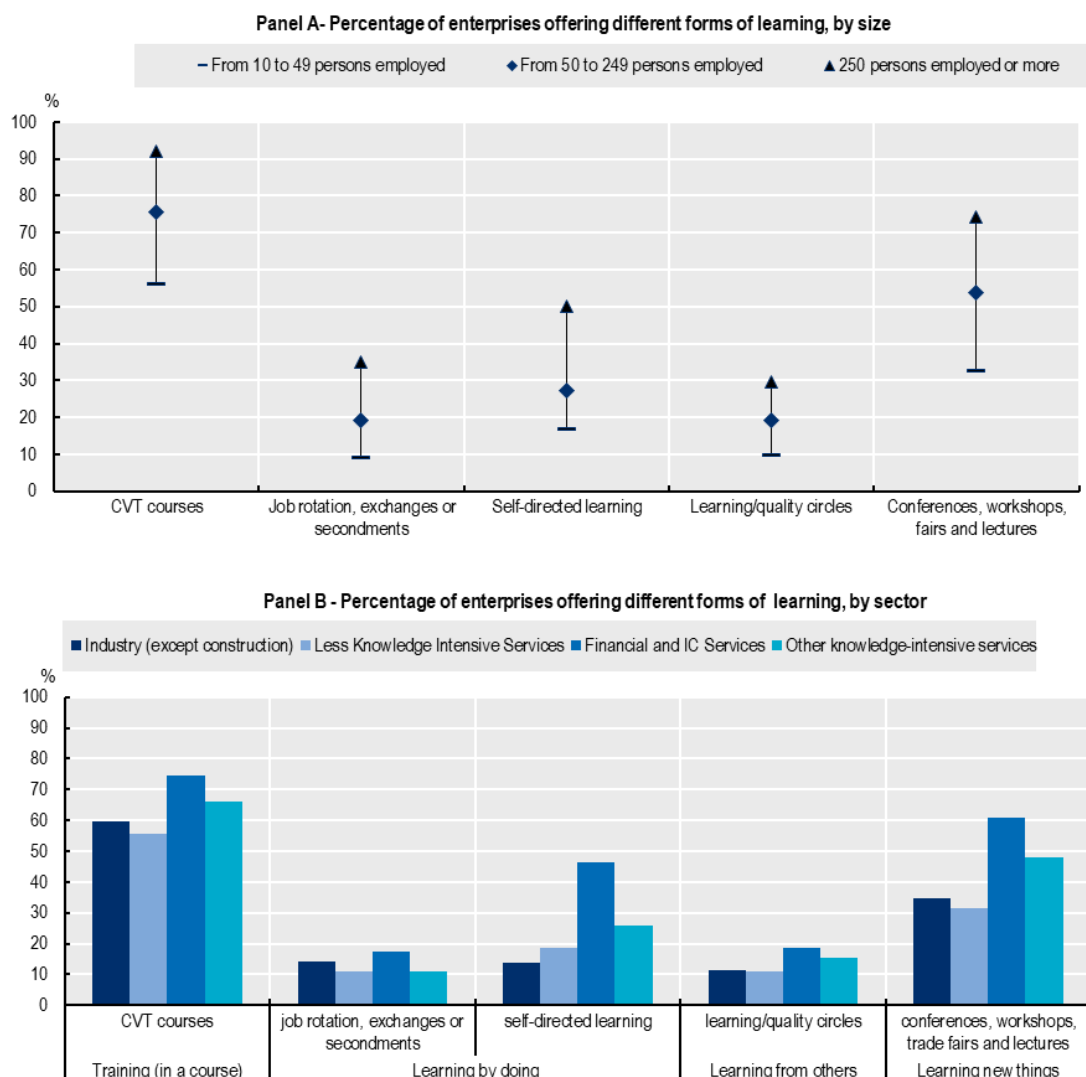 Panel A- Percentage of enterprises offering different forms of learning, by size
From 10 to 49 persons employed From 50 to 249 persons employed 250 persons employed or more
%
100
90
80
70
60
50
40
30
20
10
0
CVT courses Job rotation, exchanges or Self-directed learning Learning/quality circles Conferences, workshops,
secondments fairs and lectures
Panel B - Percentage of enterprises offering different forms of learning, by sector
Industry (except construction) Less Knowledge Intensive Services Financial and IC Services Other knowledge-intensive services
%
100
90
80
70
60
50
40
30
20
10
0
CVT courses job rotation, exchanges or self-directed learning learning/quality circles conferences, workshops,
secondments trade fairs and lectures
Training (in a course) Learning by doing Learning from others Learning new things